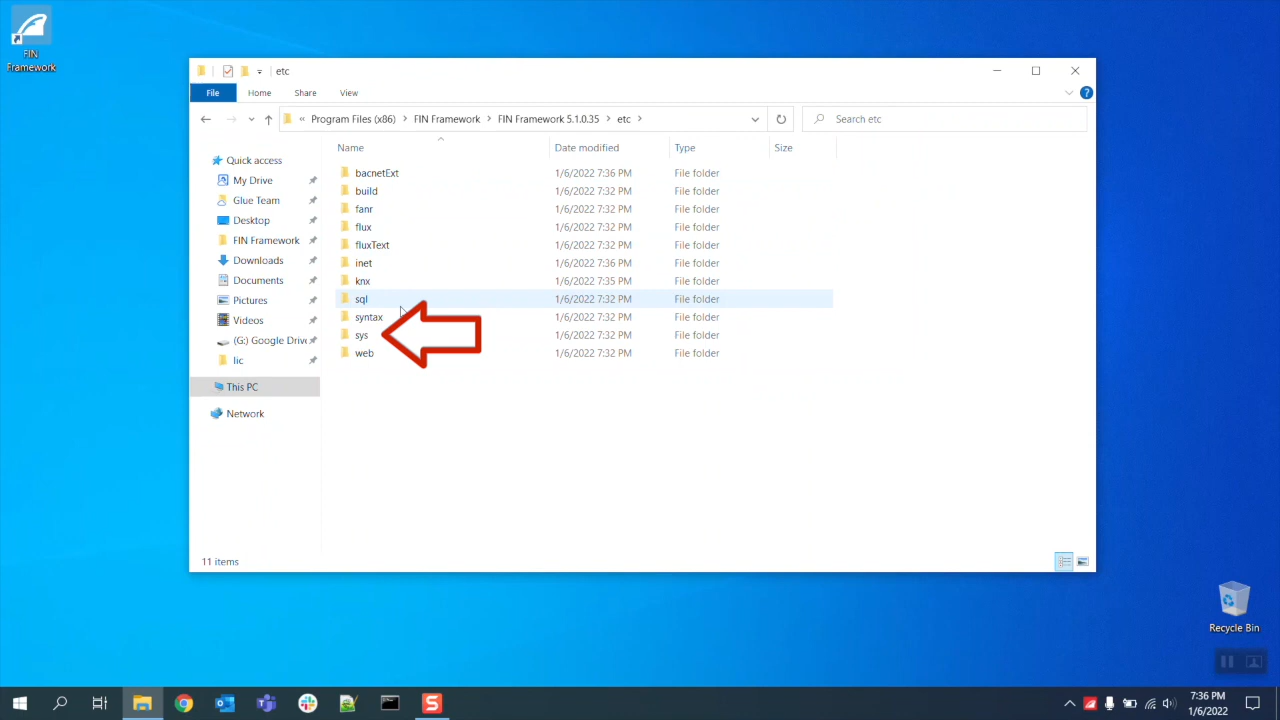 FIN
Framework
etc
File Home Share View
« Program Files (x86) > FIN Framework > FIN Framework 5.1.0.35 > etc >
Search etc
Name Date modified Type Size
Quick access
My Drive
Glue Team
Desktop
FIN Framework
Downloads
Documents
Pictures
Videos
(G:) Google Drive
lic
This PC
Network
bacnetExt 1/6/2022 7:36 PM File folder
build 1/6/2022 7:32 PM File folder
fanr 1/6/2022 7:32 PM File folder
flux 1/6/2022 7:32 PM File folder
fluxText 1/6/2022 7:32 PM File folder
inet 1/6/2022 7:36 PM File folder
knx 1/6/2022 7:35 PM File folder
sql 1/6/2022 7:32 PM File folder
syntax 1/6/2022 7:32 PM File folder
sys 1/6/2022 7:32 PM File folder
web 1/6/2022 7:32 PM File folder
11 items
Recycle Bin
7:36 PM
1/6/2022